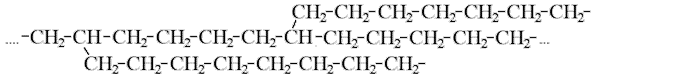 CH₂-CH₂-CH₂-CH₂-CH₂-CH₂-CH₂-
.....-CH₂-CH-CH₂-CH₂-CH₂-CH₂-CH-CH₂-CH₂-CH₂-CH₂-CH₂-...
CH₂-CH₂-CH₂-CH₂-CH₂-CH₂-CH₂-CH₂-